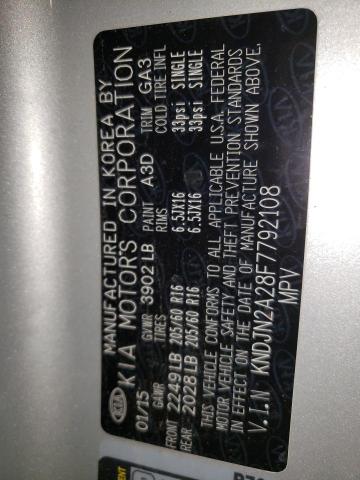 MANUFACTURED IN KOREA BY
KIA KIA MOTORS CORPORATION
01/15 GVWR 3902 LB PAINT A3D TRIM GA3
GAWR TIRES RIMS COLD TIRE INFL
FRONT 2249LB 205/60 R16 6.5JX16 33psi SINGLE
REAR 2028LB 205/60 R16 6.5JX16 33psi SINGLE
THIS VEHICLE CONFORMS TO ALL APPLICABLE U.S.A. FEDERAL
MOTOR VEHICLE SAFETY AND THEFT PREVENTION STANDARDS
IN EFFECT ON THE DATE OF MANUFACTURE SHOWN ABOVE.
V.I.N KNDJN2A28F7792108
MPV